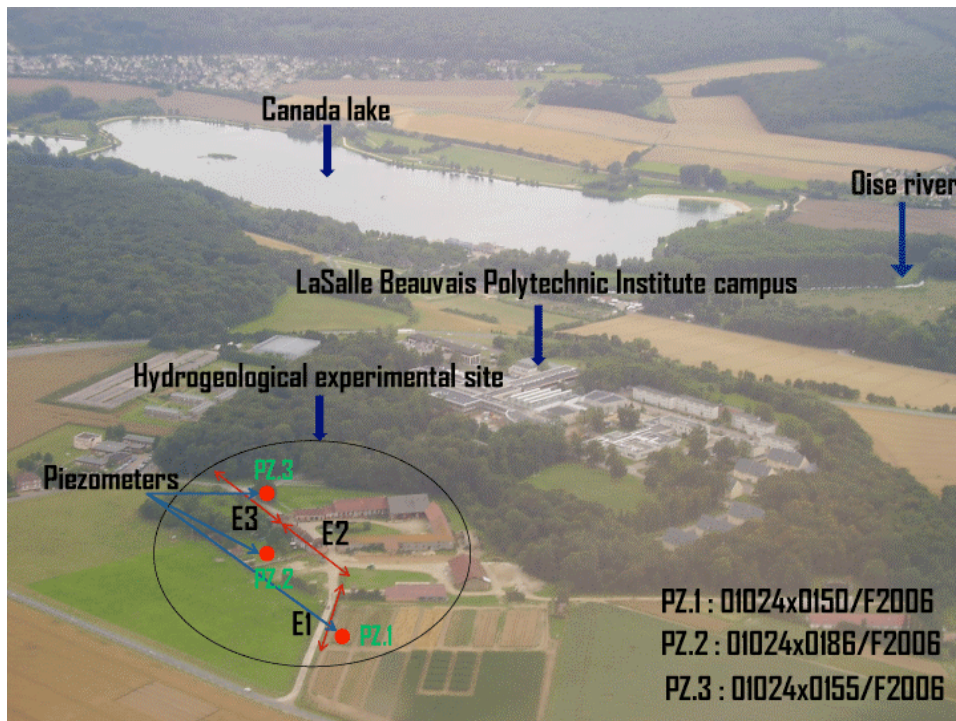 Canada lake
Oise river
LaSalle Beauvais Polytechnic Institute campus
Hydrogeological experimental site
Piezometers
PZ.3
E3
E2
PZ.2
E1
PZ.1
PZ.1 : 01024x0150/F2006
PZ.2 : 01024x0186/F2006
PZ.3 : 01024x0155/F2006